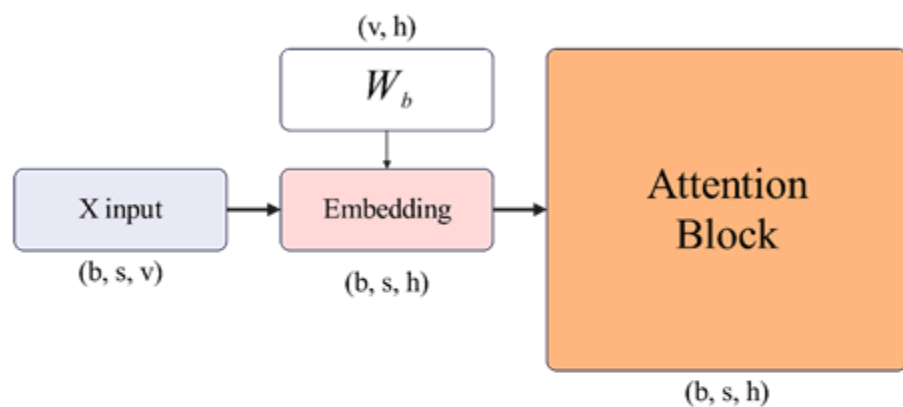 (v, h)
W_b
X input
Embedding
Attention
Block
(b, s, v)
(b, s, h)
(b, s, h)